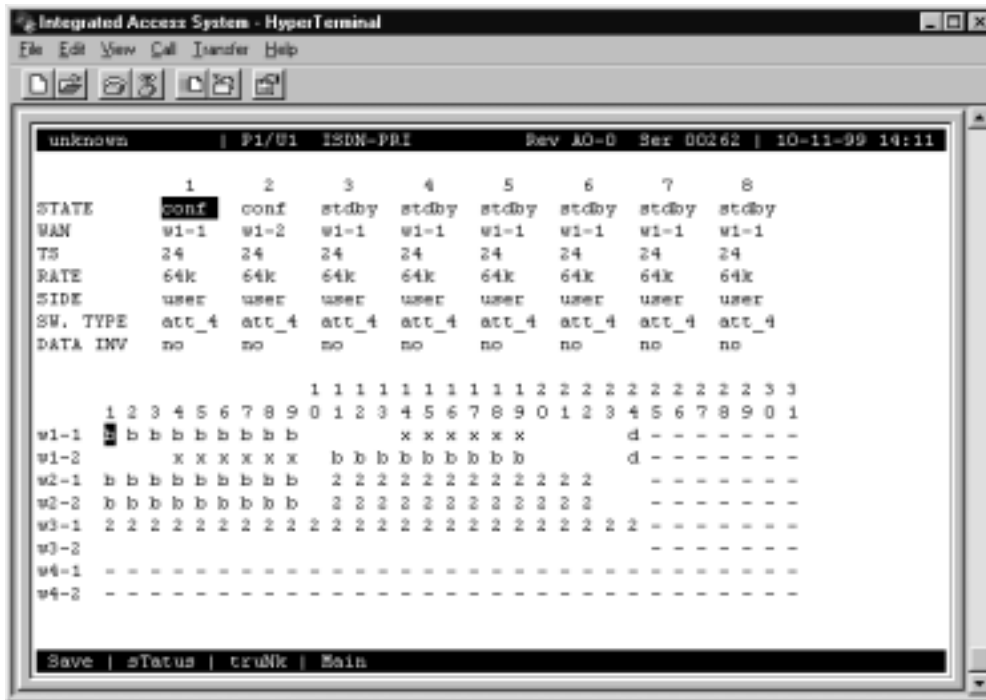 Integrated Access System - HyperTerminal
File Edit View Call Transfer Help
unknown | P1/U1 ISDN-PRI Rev A0-0 Ser 00262 | 10-11-99 14:11
1 2 3 4 5 6 7 8
STATE conf conf stdby stdby stdby stdby stdby stdby
WAN w1-1 w1-2 w1-1 w1-1 w1-1 w1-1 w1-1 w1-1
TS 24 24 24 24 24 24 24 24
RATE 64k 64k 64k 64k 64k 64k 64k 64k
SIDE user user user user user user user user
SW. TYPE att_4 att_4 att_4 att_4 att_4 att_4 att_4 att_4
DATA INV no no no no no no no no
1 1 1 1 1 1 1 1 1 1 2 2 2 2 2 2 2 2 2 2 3 3
1 2 3 4 5 6 7 8 9 0 1 2 3 4 5 6 7 8 9 0 1 2 3 4 5 6 7 8 9 0 1
w1-1 b b b b b b b b b x x x x x x d - - - - - - -
w1-2 x x x x x x b b b b b b b b b d - - - - - - -
w2-1 b b b b b b b b b 2 2 2 2 2 2 2 2 2 2 2 2 - - - - - - -
w2-2 b b b b b b b b b 2 2 2 2 2 2 2 2 2 2 2 2 - - - - - - -
w3-1 2 2 2 2 2 2 2 2 2 2 2 2 2 2 2 2 2 2 2 2 2 2 2 2 - - - - - - -
w3-2 - - - - - - -
w4-1 - - - - - - - - - - - - - - - - - - - - - - - - - - - - - - -
w4-2 - - - - - - - - - - - - - - - - - - - - - - - - - - - - - - -
Save | sTatus | truNk | Main